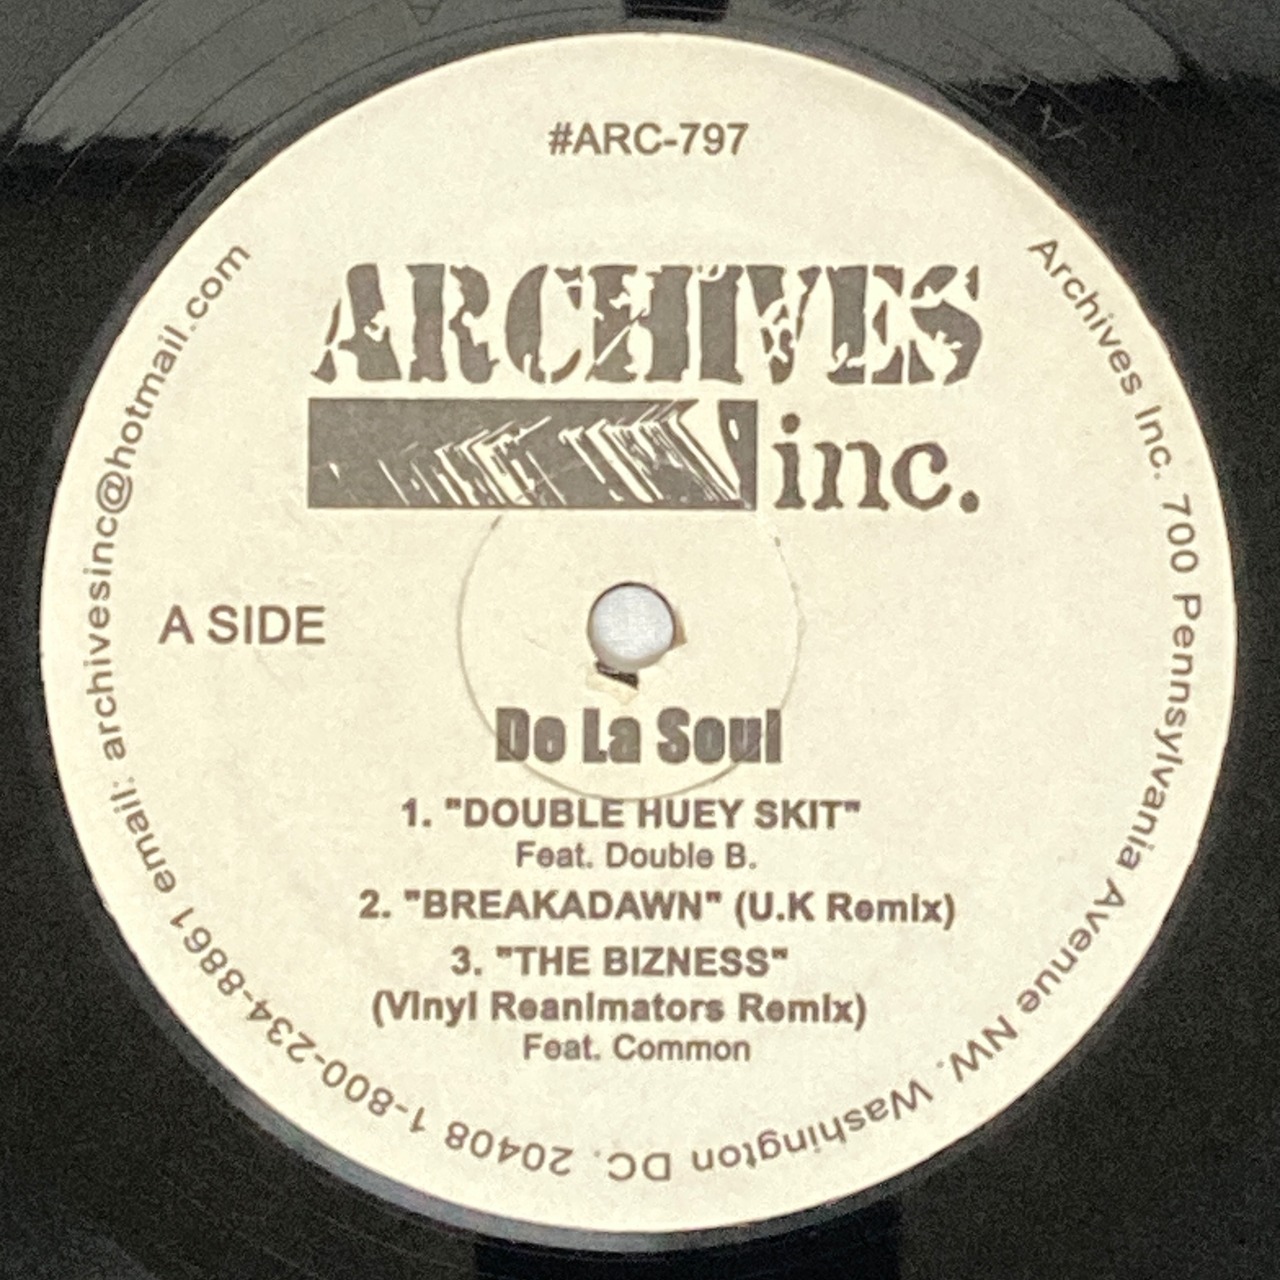 #ARC-797
ARCHIVES
inc.
A SIDE
De La Soul
1. "DOUBLE HUEY SKIT"
Feat. Double B.
2. "BREAKADAWN" (U.K Remix)
3. "THE BIZNESS"
(Vinyl Reanimators Remix)
Feat. Common
Archives Inc. 700 Pennsylvania Avenue NW. Washington DC. 20408 1-800-234-8861 email: archivesinc@hotmail.com